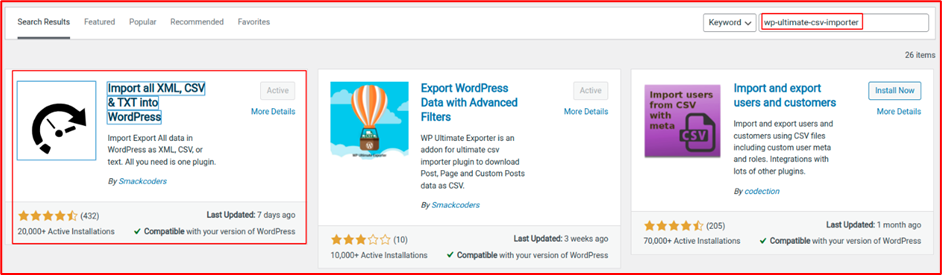 Search Results Featured Popular Recommended Favorites Keyword wp-ultimate-csv-importer
26 items
Import all XML, CSV
& TXT into
WordPress
Active
More Details
Import Export All data in
WordPress as XML, CSV, or
text. All you need is one plugin.
By Smackcoders
(432)
Last Updated: 7 days ago
20,000+ Active Installations
Compatible with your version of WordPress
WP Ultimate Exporter
Export WordPress
Data with Advanced
Filters
Active
More Details
WP Ultimate Exporter is an
addon for ultimate csv
importer plugin to download
Post, Page and Custom Posts
data as CSV.
By Smackcoders
(10)
Last Updated: 3 weeks ago
10,000+ Active Installations
Compatible with your version of WordPress
Import users
from CSV
with
meta
CSV
Import and export
users and customers
Install Now
More Details
Import and export users and
customers using CSV files
including custom user meta
and roles. Integrations with
lots of other plugins.
By codection
(205)
Last Updated: 1 month ago
70,000+ Active Installations
Compatible with your version of WordPress